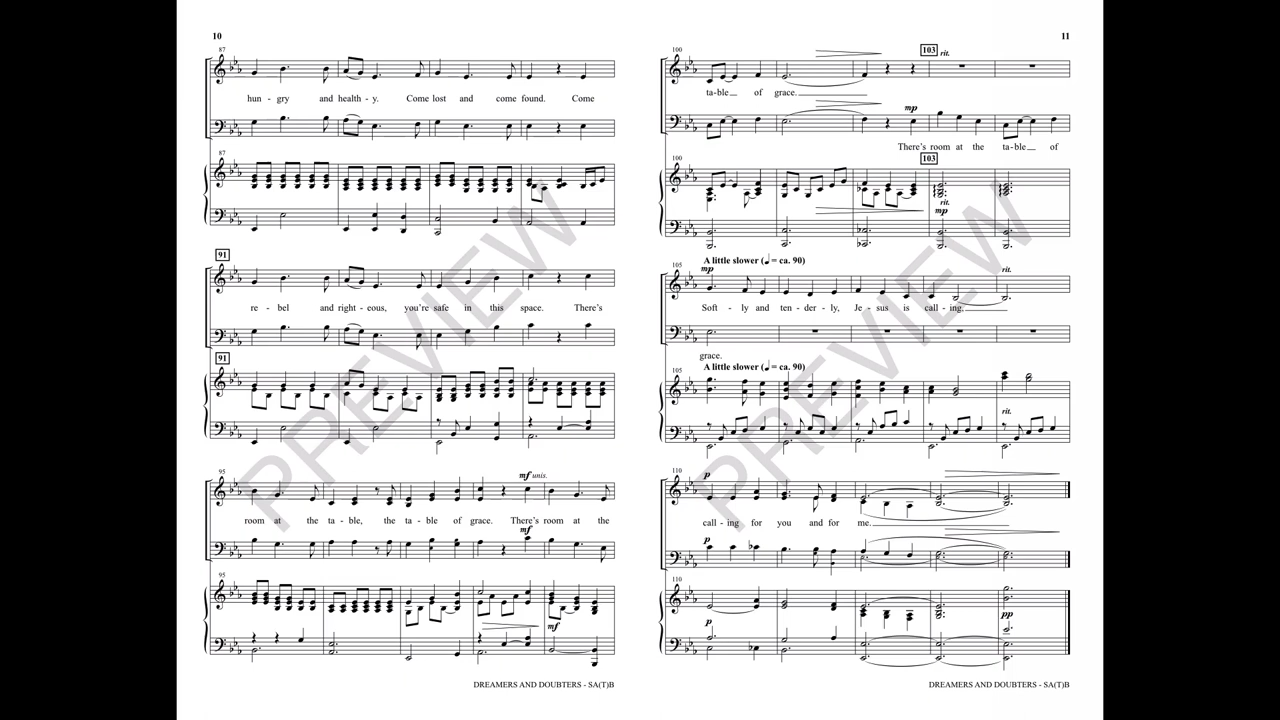 10
87
hun - gry and health - y. Come lost and come found. Come
87
91
re - bel and right - eous, you're safe in this space. There's
91
95
mf unis.
room at the ta - ble, the ta - ble of grace. There's room at the
mf
95
mf
DREAMERS AND DOUBTERS - SA(T)B
11
100
103 rit.
ta-ble of grace.
mp
There's room at the ta-ble of
100
103
rit.
mp
A little slower (♩ = ca. 90)
105
mp
rit.
Soft - ly and ten - der - ly, Je - sus is call - ing,
grace.
A little slower (♩ = ca. 90)
105
rit.
110
p
call - ing for you and for me.
p
110
p
pp
DREAMERS AND DOUBTERS - SA(T)B
PREVIEW
PREVIEW